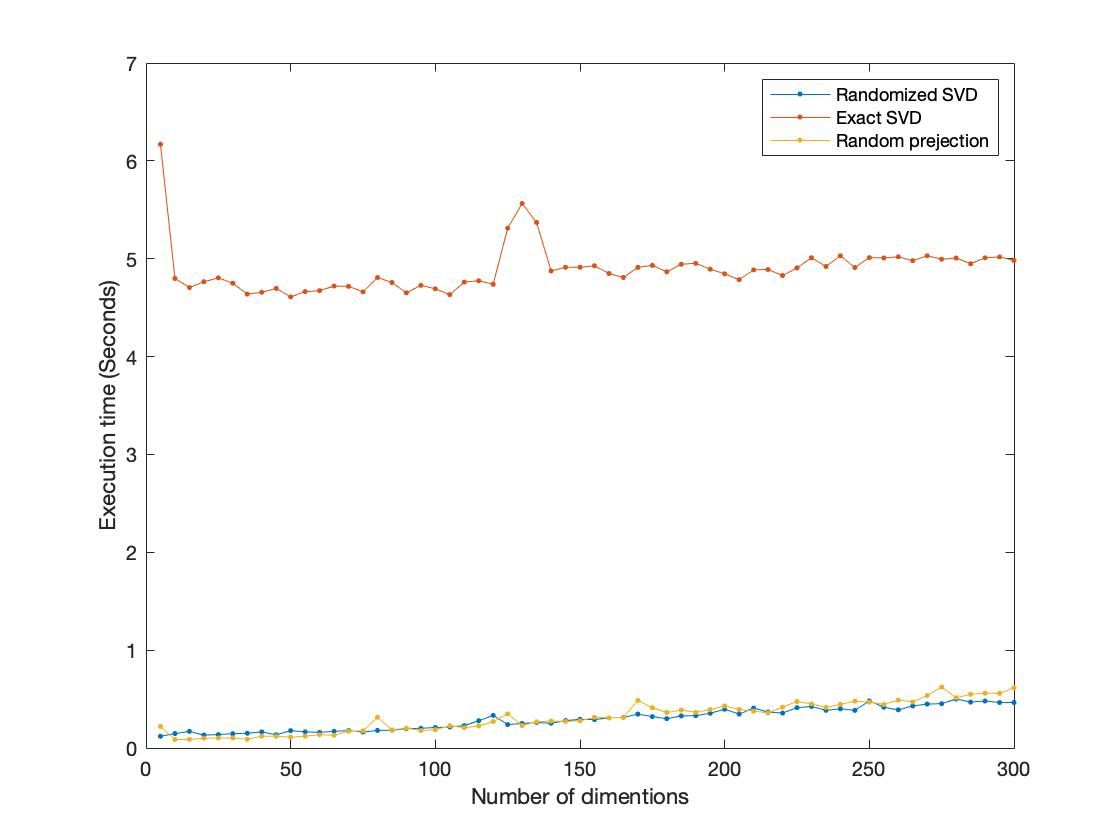 7
6
5
4
3
2
1
0
Execution time (Seconds)
Randomized SVD
Exact SVD
Random prejection
0 50 100 150 200 250 300
Number of dimentions